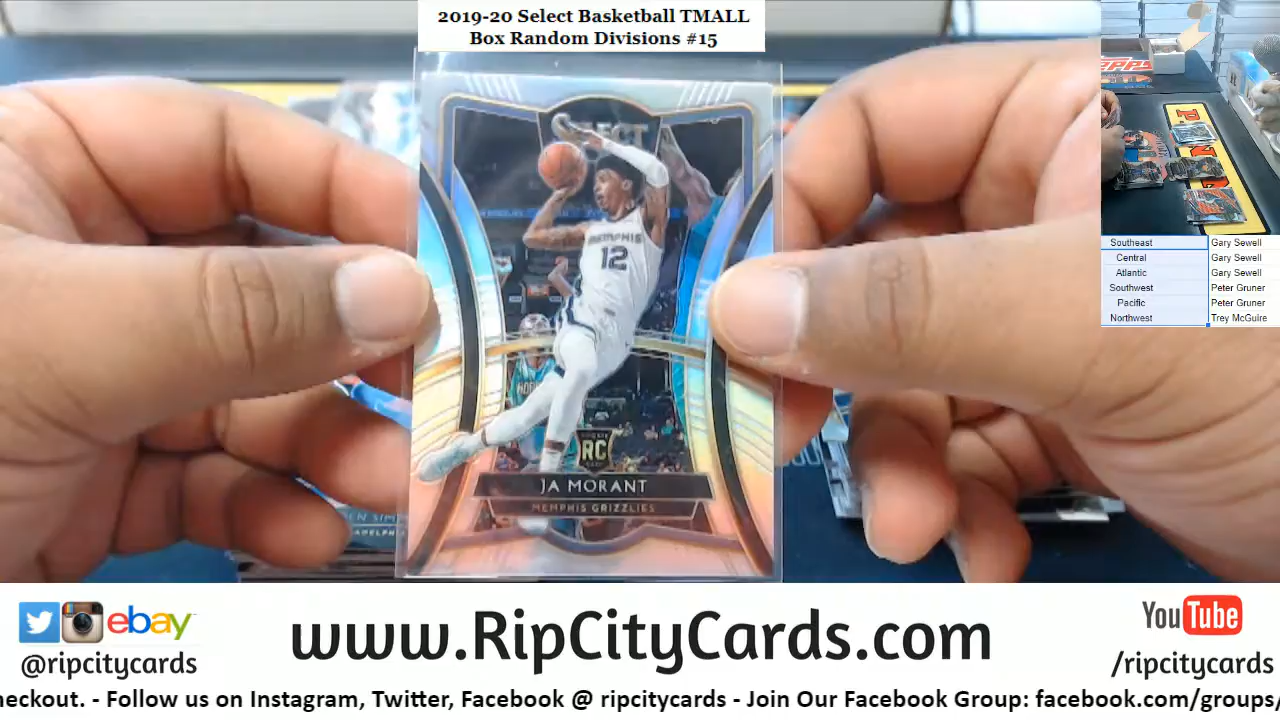 2019-20 Select Basketball TMALL
Box Random Divisions #15
SELECT
MEMPHIS
12
RC
JA MORANT
MEMPHIS GRIZZLIES
Southeast Gary Sewell
Central Gary Sewell
Atlantic Gary Sewell
Southwest Peter Gruner
Pacific Peter Gruner
Northwest Trey McGuire
ebay
@ripcitycards
www.RipCityCards.com
YouTube
/ripcitycards
heckout. - Follow us on Instagram, Twitter, Facebook @ ripcitycards - Join Our Facebook Group: facebook.com/groups/